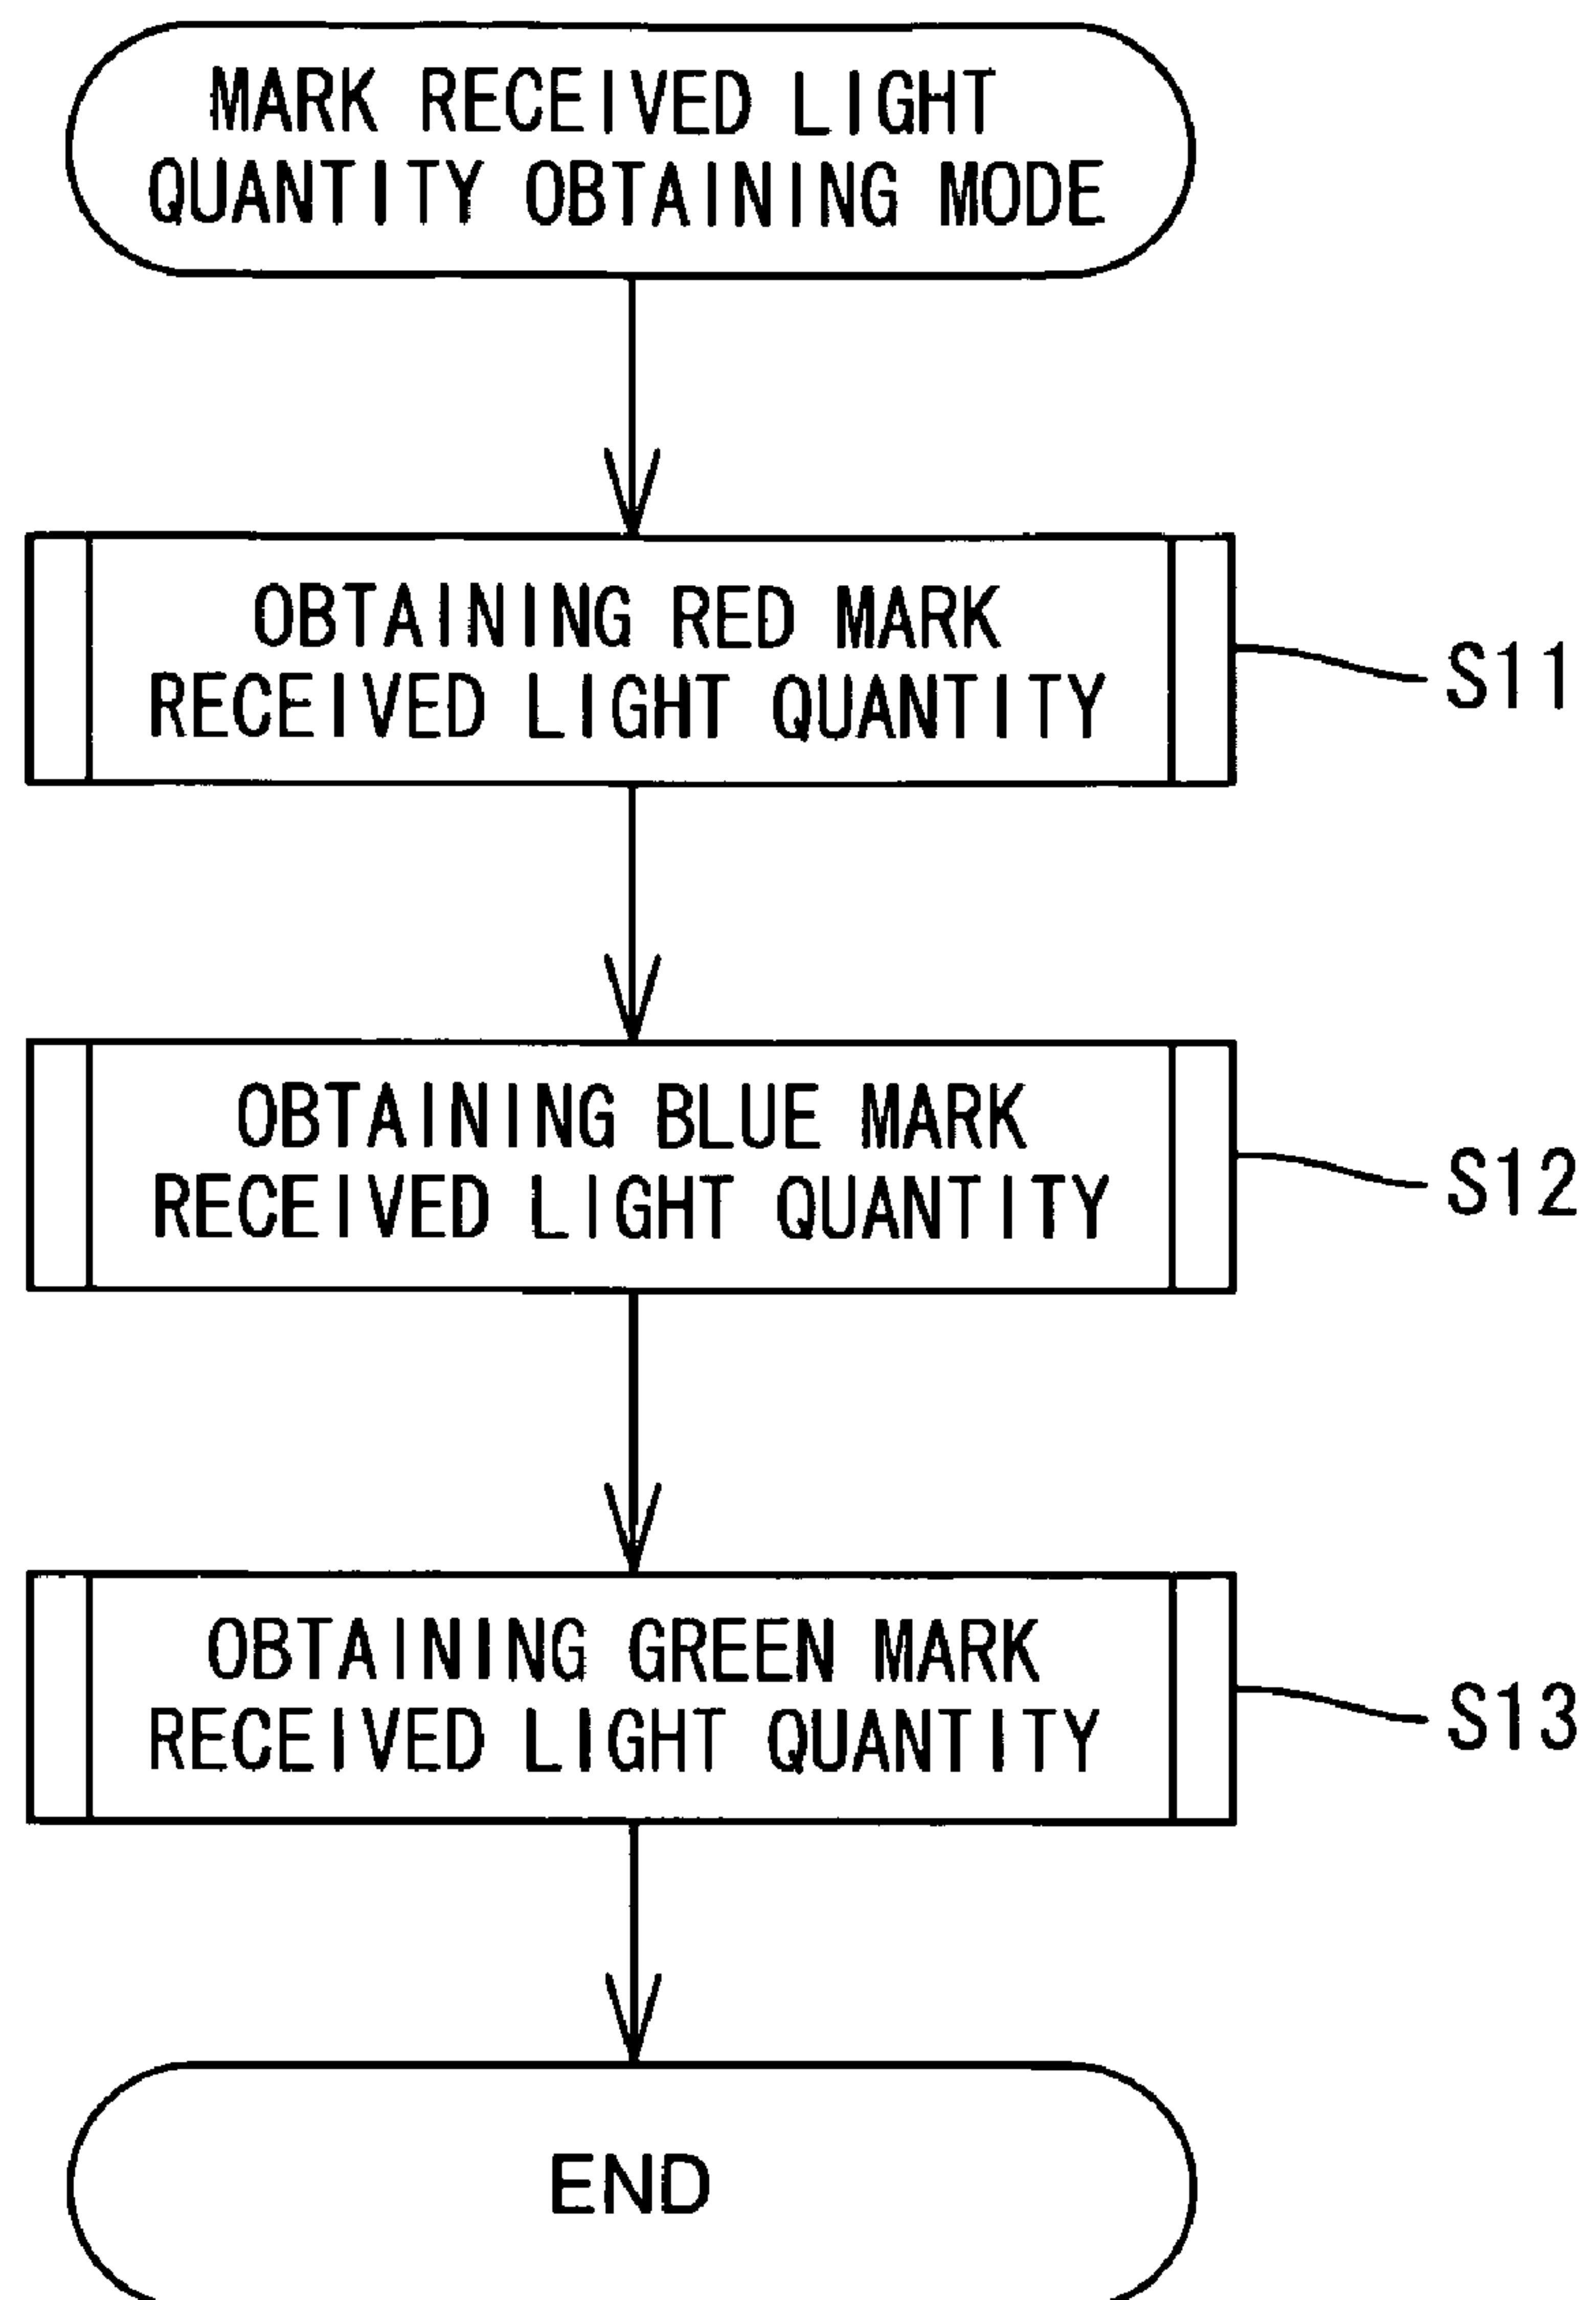 MARK RECEIVED LIGHT
QUANTITY OBTAINING MODE
OBTAINING RED MARK
RECEIVED LIGHT QUANTITY
S11
OBTAINING BLUE MARK
RECEIVED LIGHT QUANTITY
S12
OBTAINING GREEN MARK
RECEIVED LIGHT QUANTITY
S13
END